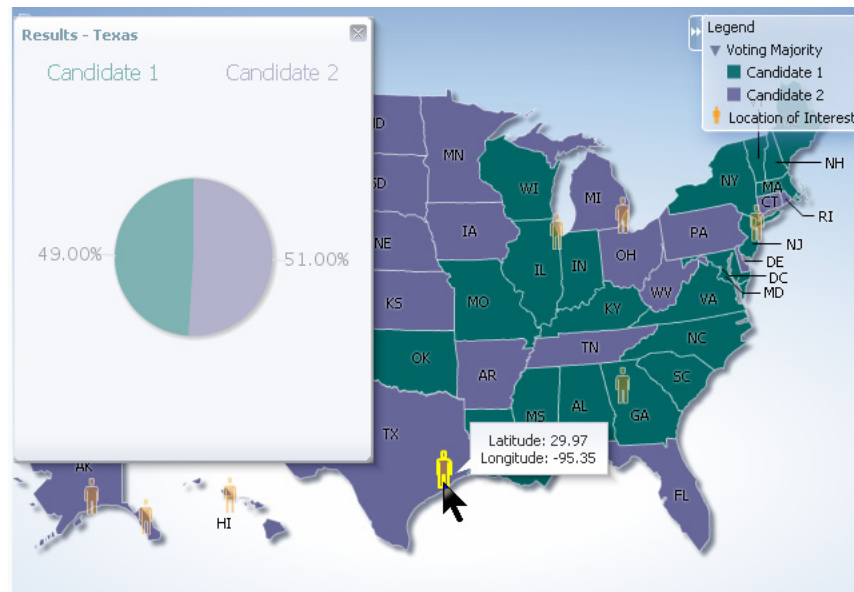 Results - Texas
Candidate 1
Candidate 2
49.00%
51.00%
Legend
Voting Majority
Candidate 1
Candidate 2
Location of Interest
MN
WI
MI
NY
NH
MA
CT
RI
IA
PA
NJ
NE
OH
DE
IL
IN
DC
MD
WV
VA
KS
MO
KY
NC
TN
OK
AR
SC
MS
AL
GA
TX
Latitude: 29.97
Longitude: -95.35
AK
HI
FL